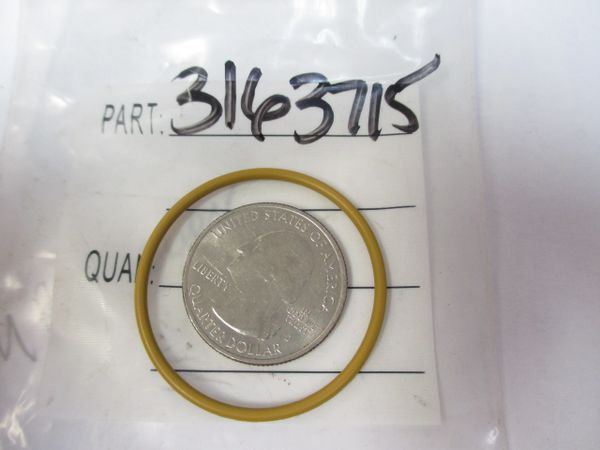 PART: 3163715
UNITED STATES OF AMERICA
LIBERTY
QUAN
QUARTER DOLLAR